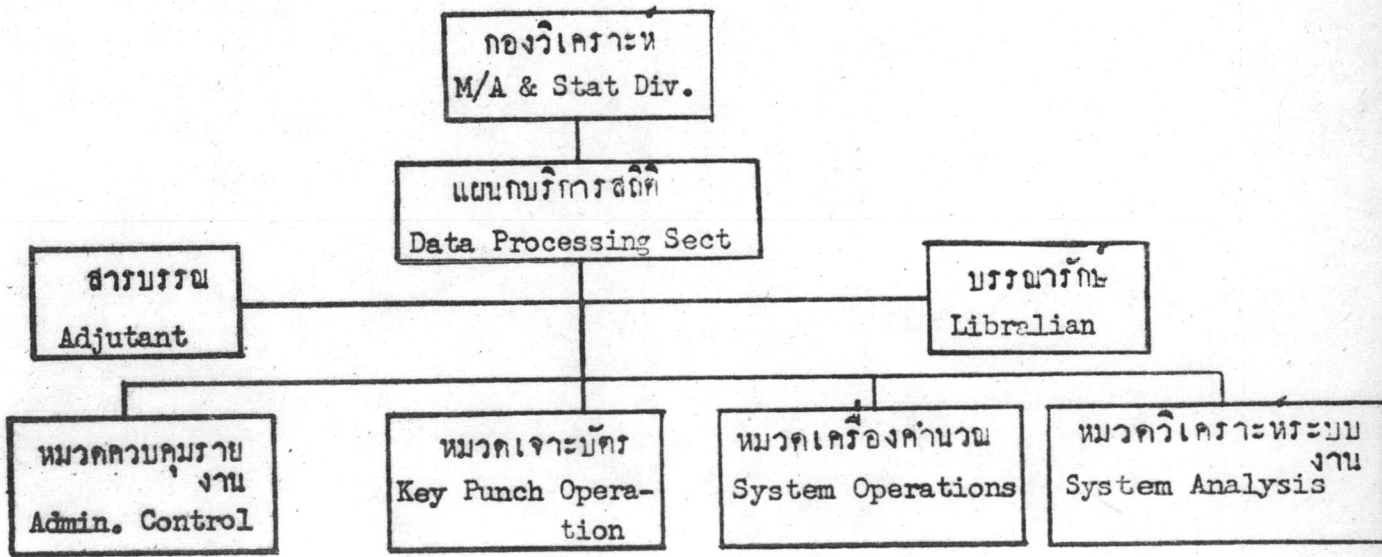 กองวิเคราะห์
M/A & Stat Div.
แผนกบริการสถิติ
Data Processing Sect
สารบรรณ
Adjutant
บรรณารักษ์
Libralian
หมวดควบคุมราย
งาน
Admin. Control
หมวดเจาะบัตร
Key Punch Opera-
tion
หมวดเครื่องคำนวณ
System Operations
หมวดวิเคราะห์ระบบ
งาน
System Analysis